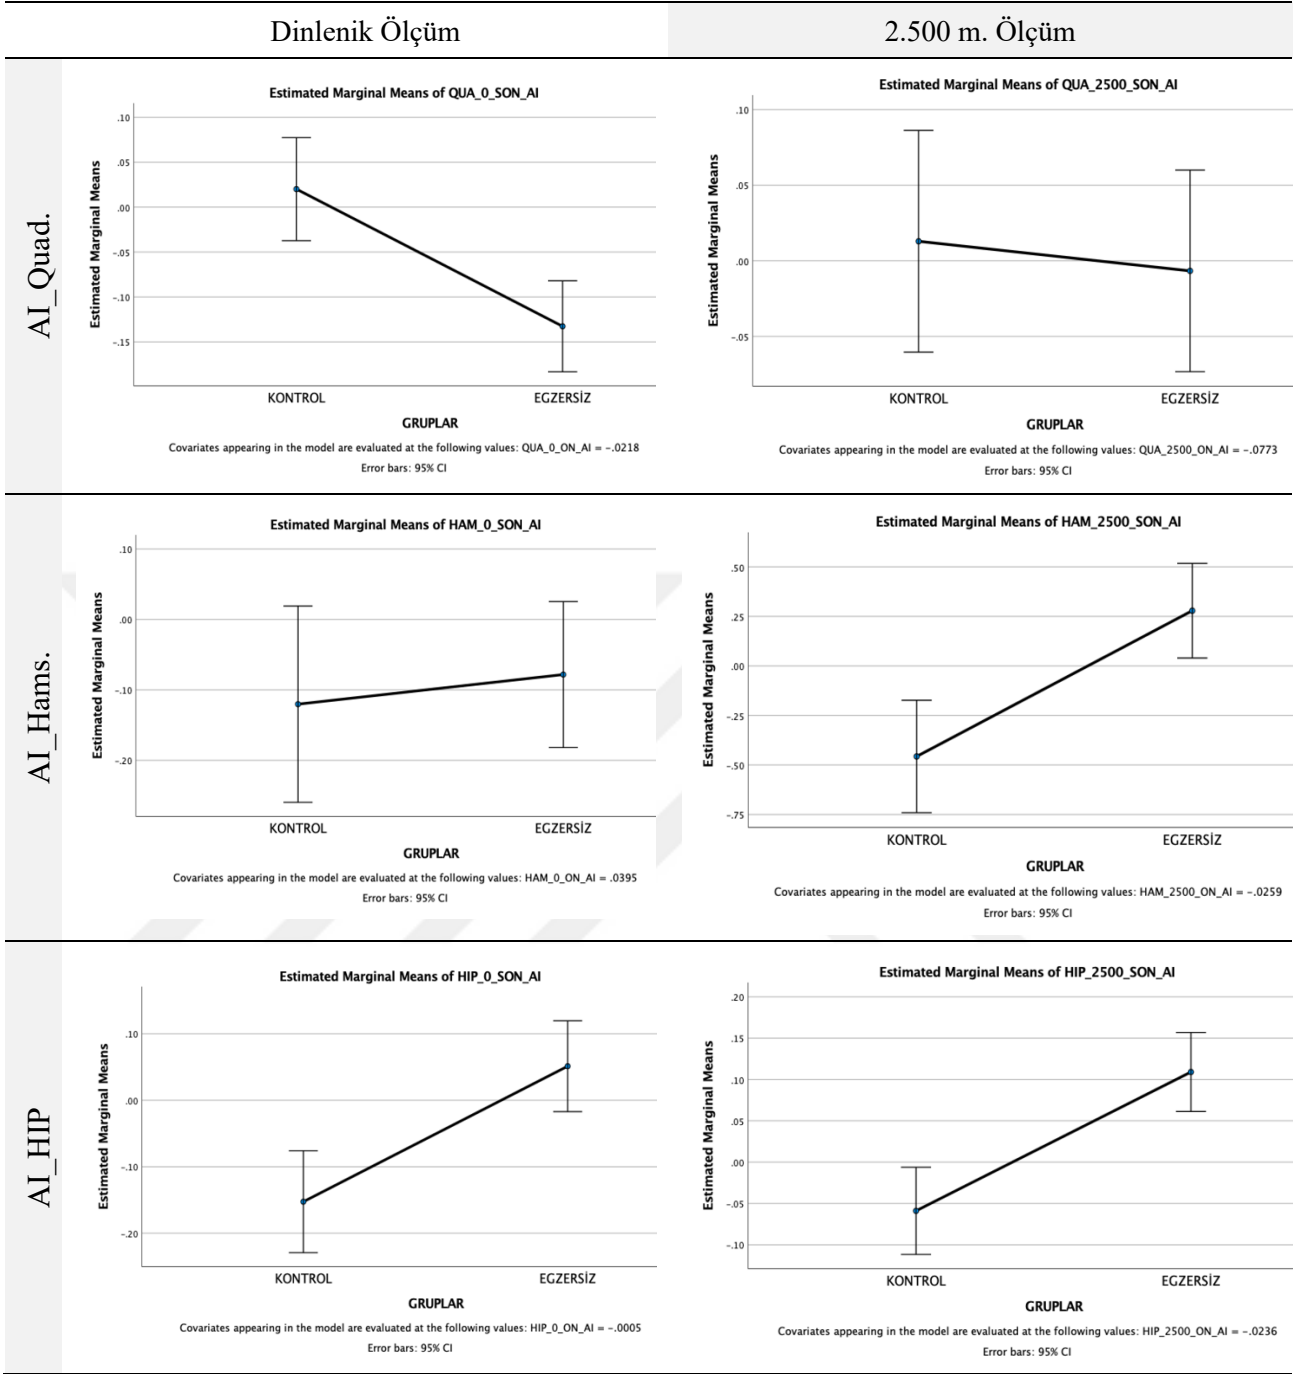 Dinlenik Ölçüm
2.500 m. Ölçüm
AI_Quad.
Estimated Marginal Means of QUA_0_SON_AI
Estimated Marginal Means
.10
.05
.00
-.05
-.10
-.15
KONTROL
EGZERSİZ
GRUPLAR
Covariates appearing in the model are evaluated at the following values: QUA_0_ON_AI = -.0218
Error bars: 95% CI
Estimated Marginal Means of QUA_2500_SON_AI
Estimated Marginal Means
.10
.05
.00
-.05
KONTROL
EGZERSİZ
GRUPLAR
Covariates appearing in the model are evaluated at the following values: QUA_2500_ON_AI = -.0773
Error bars: 95% CI
AI_Hams.
Estimated Marginal Means of HAM_0_SON_AI
Estimated Marginal Means
.10
.00
-.10
-.20
KONTROL
EGZERSİZ
GRUPLAR
Covariates appearing in the model are evaluated at the following values: HAM_0_ON_AI = .0395
Error bars: 95% CI
Estimated Marginal Means of HAM_2500_SON_AI
Estimated Marginal Means
.50
.25
.00
-.25
-.50
-.75
KONTROL
EGZERSİZ
GRUPLAR
Covariates appearing in the model are evaluated at the following values: HAM_2500_ON_AI = -.0259
Error bars: 95% CI
AI_HIP
Estimated Marginal Means of HIP_0_SON_AI
Estimated Marginal Means
.10
.00
-.10
-.20
KONTROL
EGZERSİZ
GRUPLAR
Covariates appearing in the model are evaluated at the following values: HIP_0_ON_AI = -.0005
Error bars: 95% CI
Estimated Marginal Means of HIP_2500_SON_AI
Estimated Marginal Means
.20
.15
.10
.05
.00
-.05
-.10
KONTROL
EGZERSİZ
GRUPLAR
Covariates appearing in the model are evaluated at the following values: HIP_2500_ON_AI = -.0236
Error bars: 95% CI